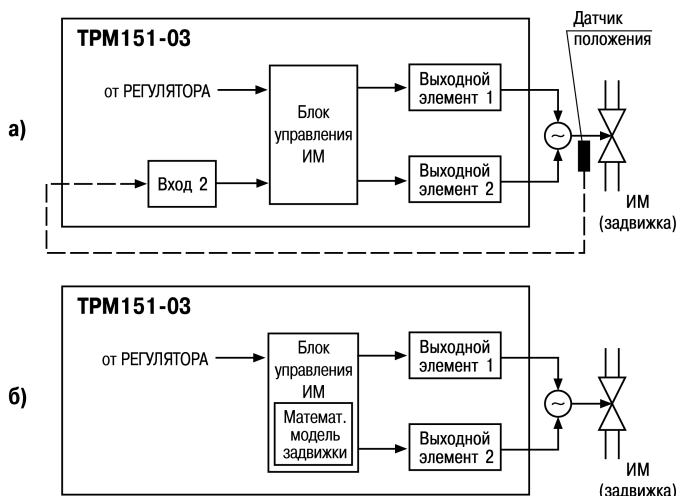 Датчик
положения
ТРМ151-03
от РЕГУЛЯТОРА
Блок
управления
ИМ
Выходной
элемент 1
а)
~
Вход 2
Выходной
элемент 2
ИМ
(задвижка)
ТРМ151-03
от РЕГУЛЯТОРА
Блок
управления
ИМ
Математ.
модель
задвижки
Выходной
элемент 1
б)
~
Выходной
элемент 2
ИМ
(задвижка)